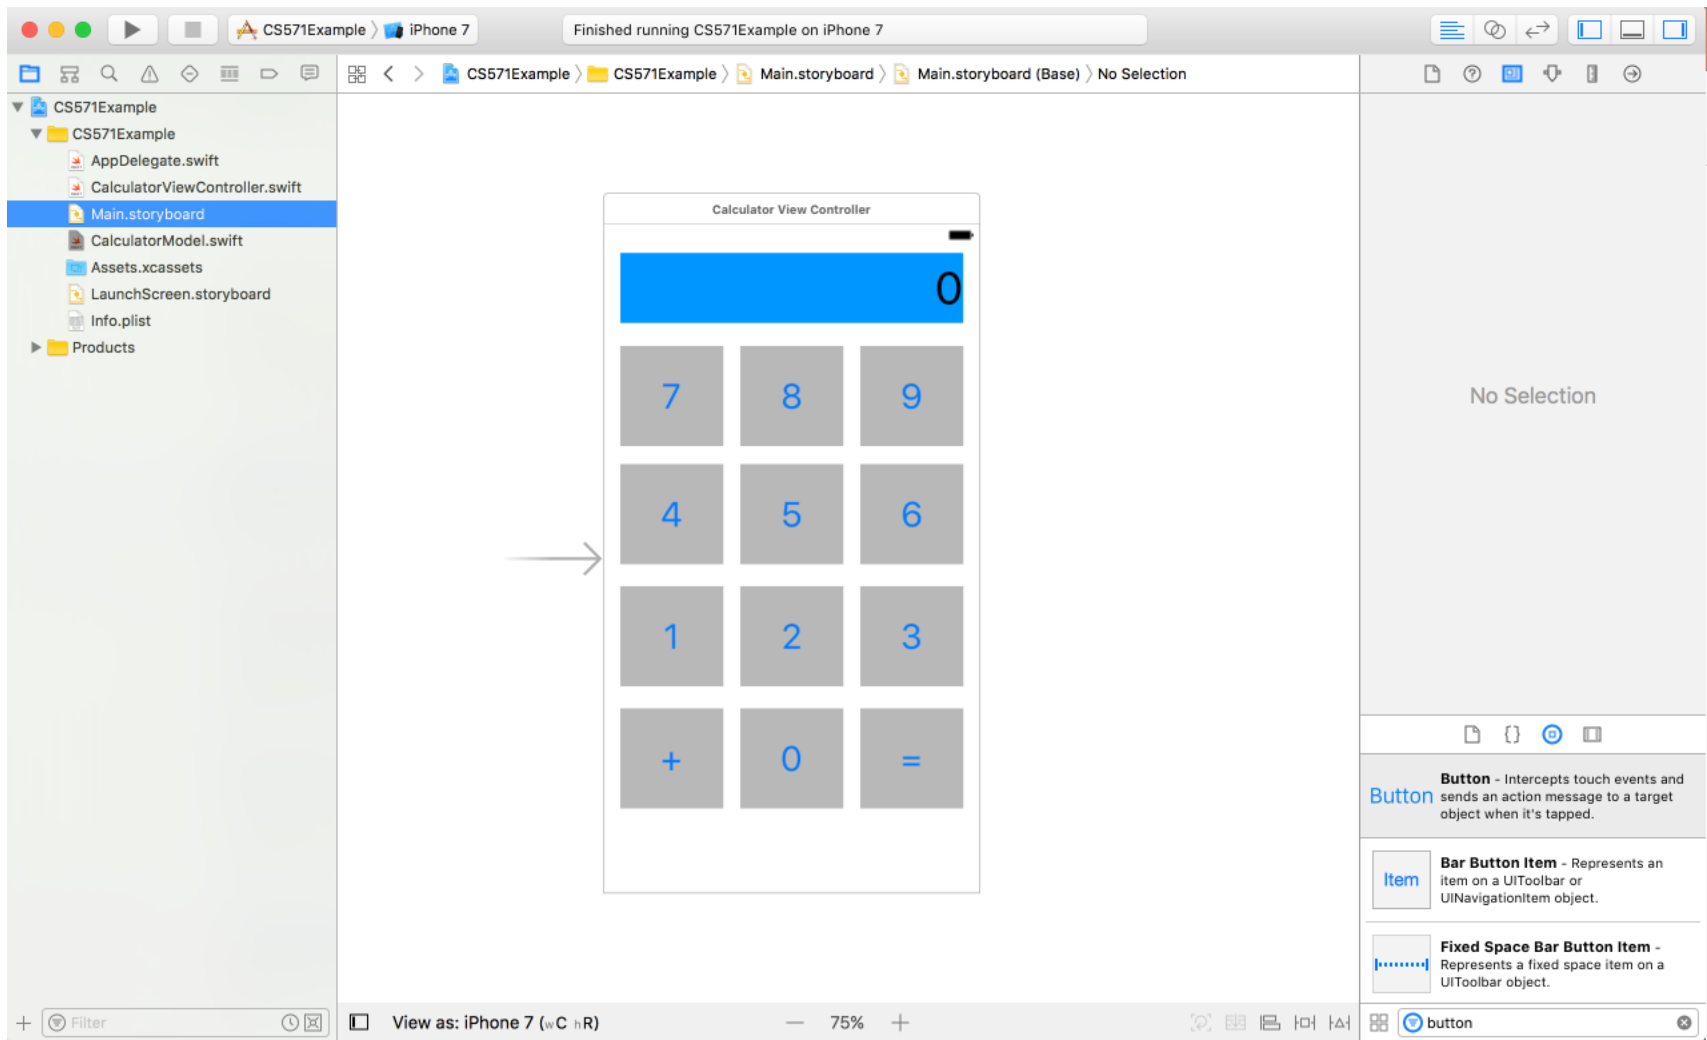 CS571Example 〉 iPhone 7
Finished running CS571Example on iPhone 7
CS571Example 〉 CS571Example 〉 Main.storyboard 〉 Main.storyboard (Base) 〉 No Selection
CS571Example
CS571Example
AppDelegate.swift
CalculatorViewController.swift
Main.storyboard
CalculatorModel.swift
Assets.xcassets
LaunchScreen.storyboard
Info.plist
Products
Filter
Calculator View Controller
0
7 8 9
4 5 6
1 2 3
+ 0 =
View as: iPhone 7 (wC hR)
— 75% +
No Selection
Button
Button - Intercepts touch events and
sends an action message to a target
object when it's tapped.
Item
Bar Button Item - Represents an
item on a UIToolbar or
UINavigationItem object.
Fixed Space Bar Button Item -
Represents a fixed space item on a
UIToolbar object.
button